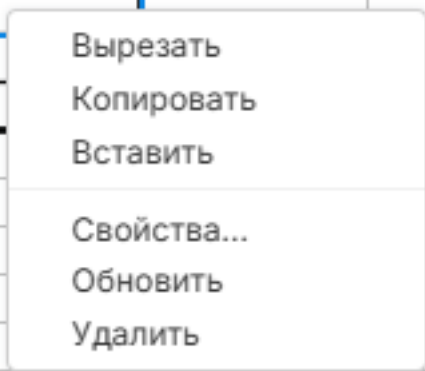 Вырезать
Копировать
Вставить
Свойства...
Обновить
Удалить